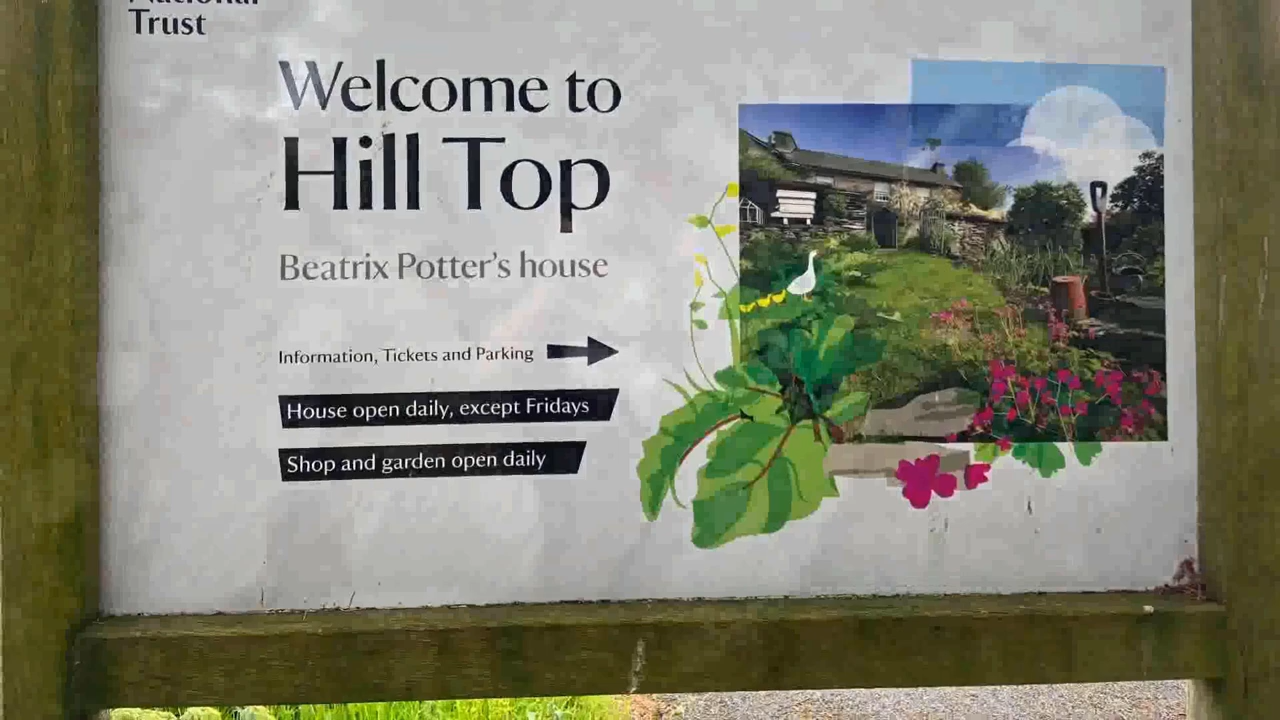 National
Trust
Welcome to
Hill Top
Beatrix Potter's house
Information, Tickets and Parking
House open daily, except Fridays
Shop and garden open daily